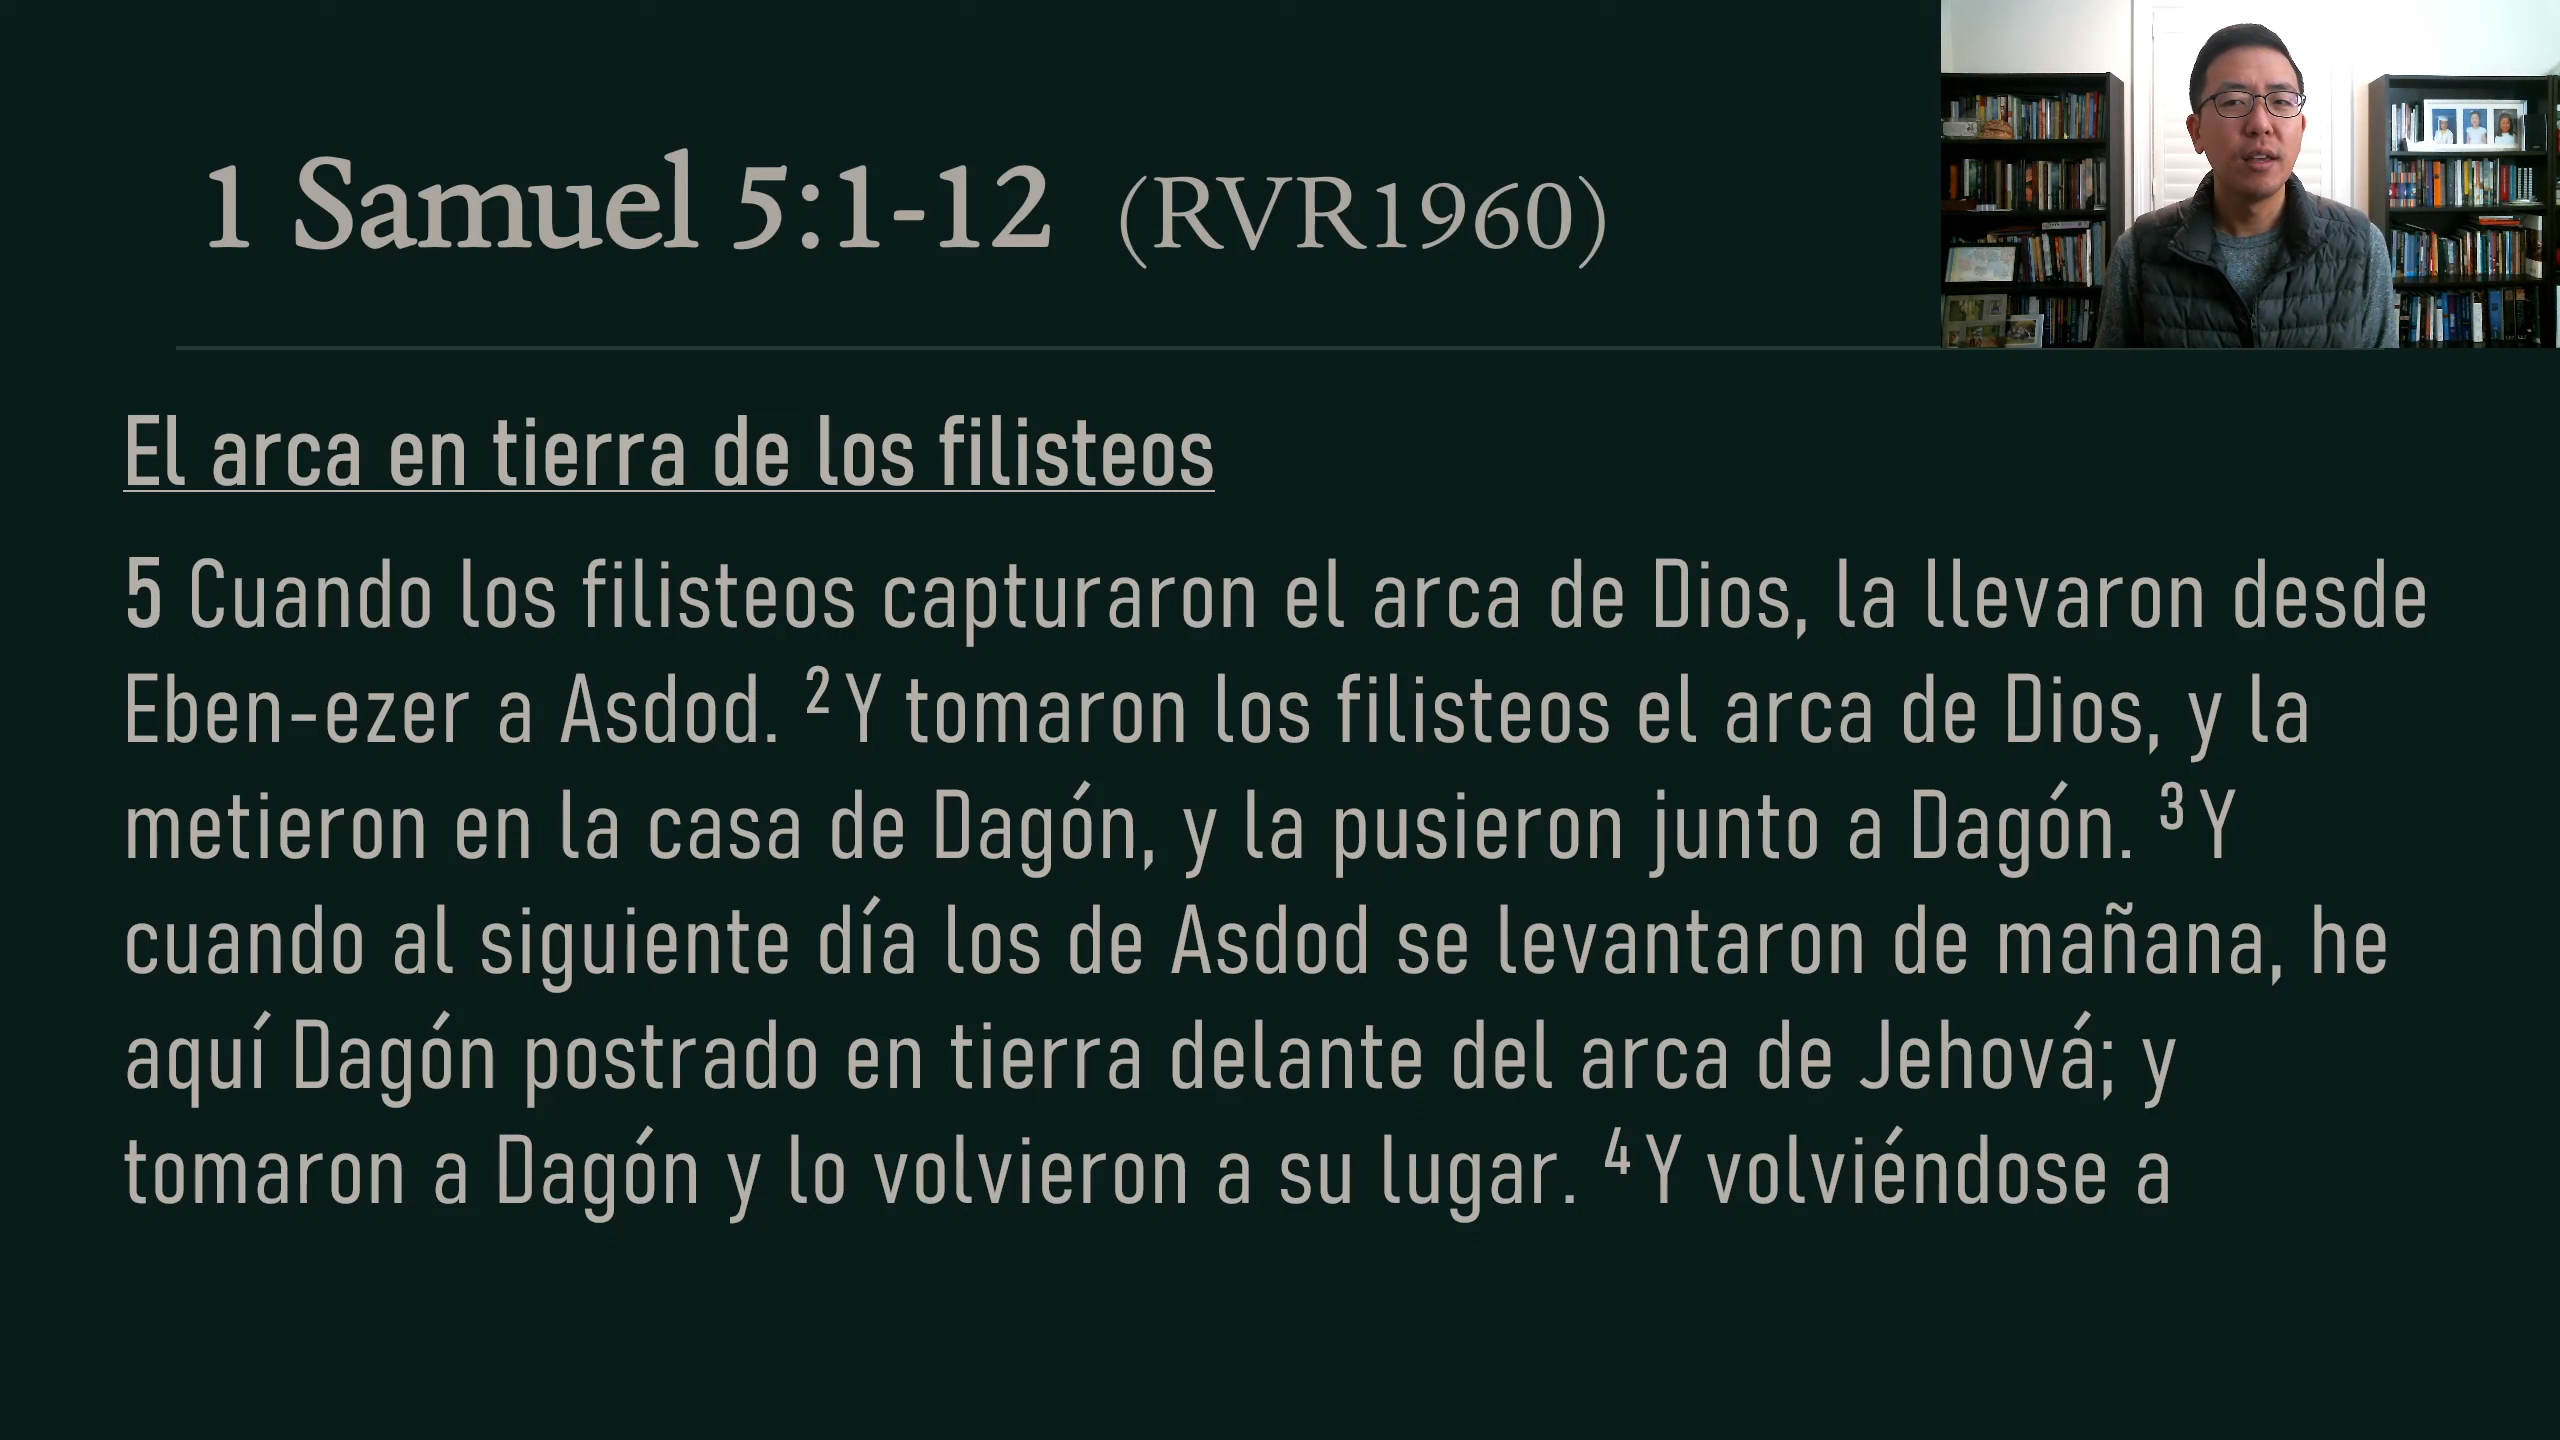 1 Samuel 5:1-12 (RVR1960)
El arca en tierra de los filisteos
5 Cuando los filisteos capturaron el arca de Dios, la llevaron desde
Eben-ezer a Asdod. 2 Y tomaron los filisteos el arca de Dios, y la
metieron en la casa de Dagón, y la pusieron junto a Dagón. 3 Y
cuando al siguiente día los de Asdod se levantaron de mañana, he
aquí Dagón postrado en tierra delante del arca de Jehová; y
tomaron a Dagón y lo volvieron a su lugar. 4 Y volviéndose a